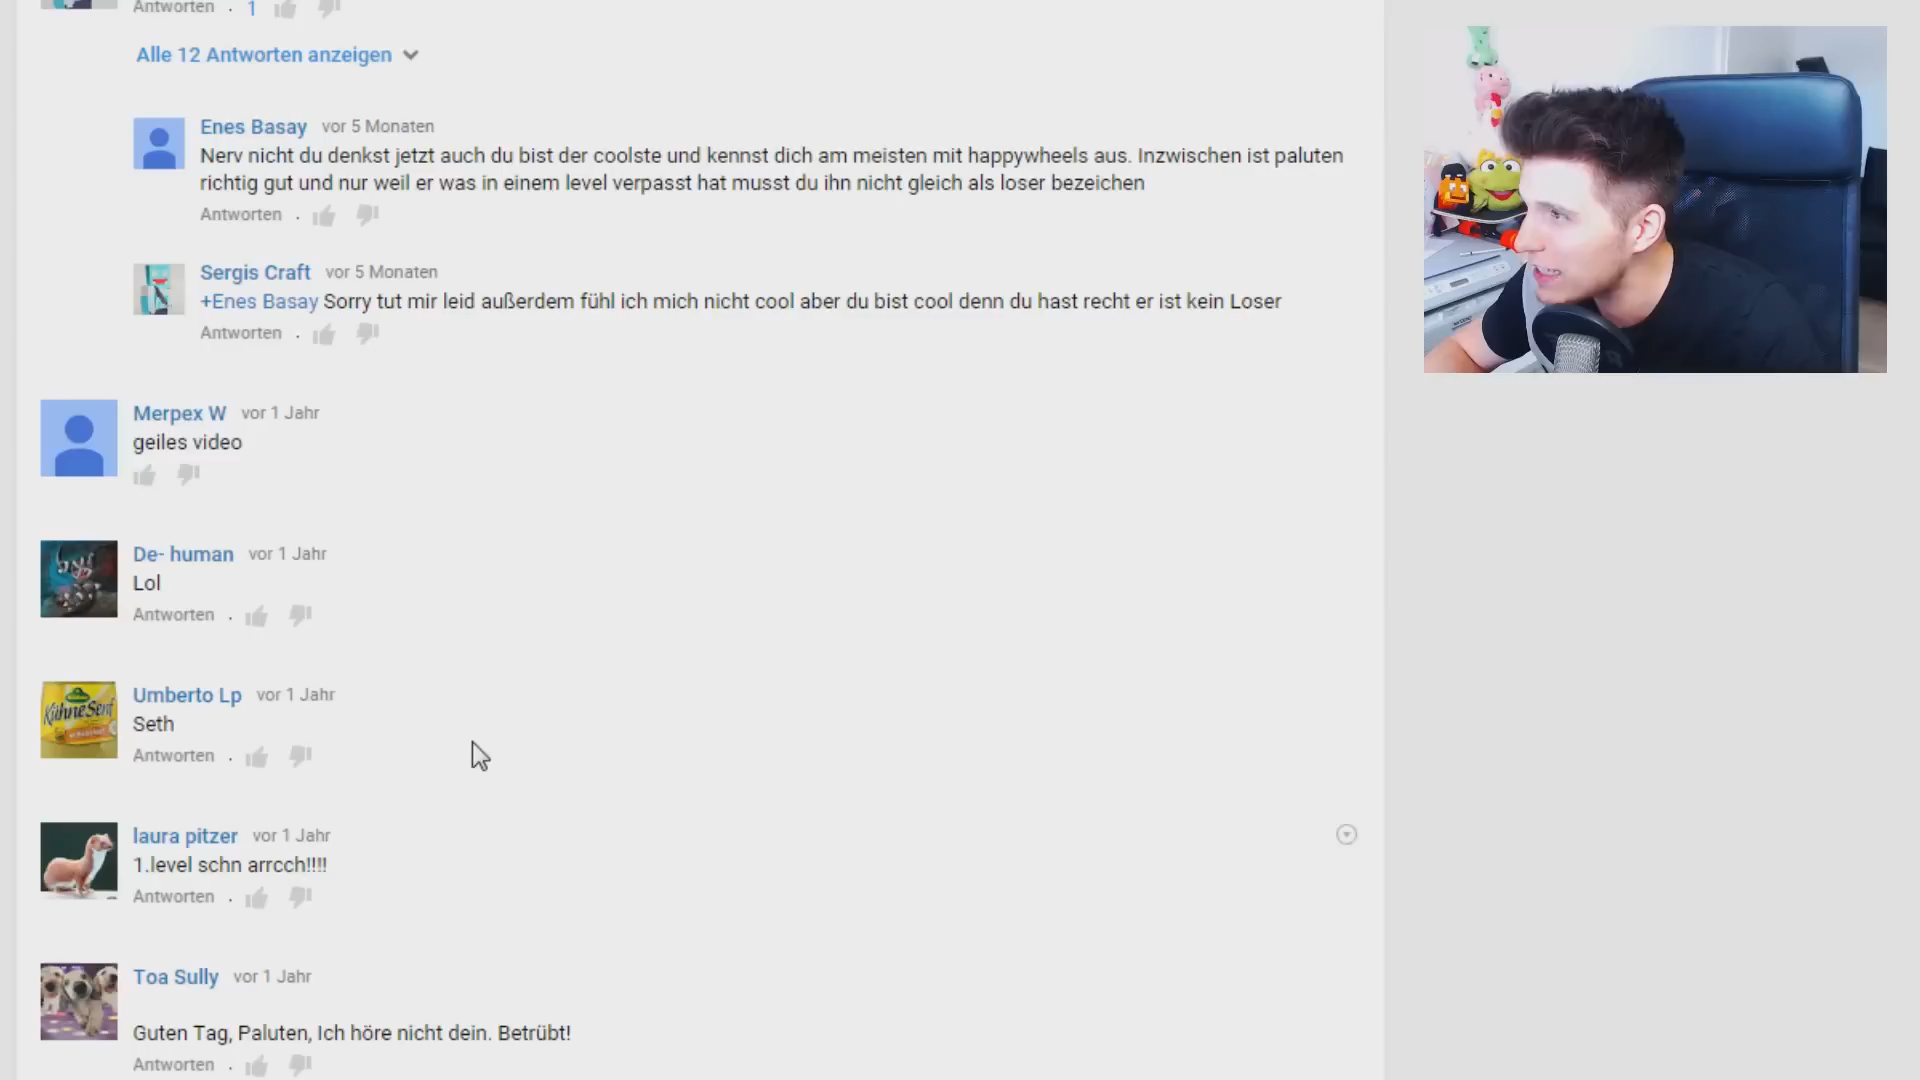 Antworten · 1
Alle 12 Antworten anzeigen
Enes Basay vor 5 Monaten
Nerv nicht du denkst jetzt auch du bist der coolste und kennst dich am meisten mit happywheels aus. Inzwischen ist paluten
richtig gut und nur weil er was in einem level verpasst hat musst du ihn nicht gleich als loser bezeichen
Antworten ·
Sergis Craft vor 5 Monaten
+Enes Basay Sorry tut mir leid außerdem fühl ich mich nicht cool aber du bist cool denn du hast recht er ist kein Loser
Antworten ·
Merpex W vor 1 Jahr
geiles video
De- human vor 1 Jahr
Lol
Antworten ·
Kühne Senf
Umberto Lp vor 1 Jahr
Seth
Antworten ·
laura pitzer vor 1 Jahr
1.level schn arrcch!!!!
Antworten ·
Toa Sully vor 1 Jahr
Guten Tag, Paluten, Ich höre nicht dein. Betrübt!
Antworten ·